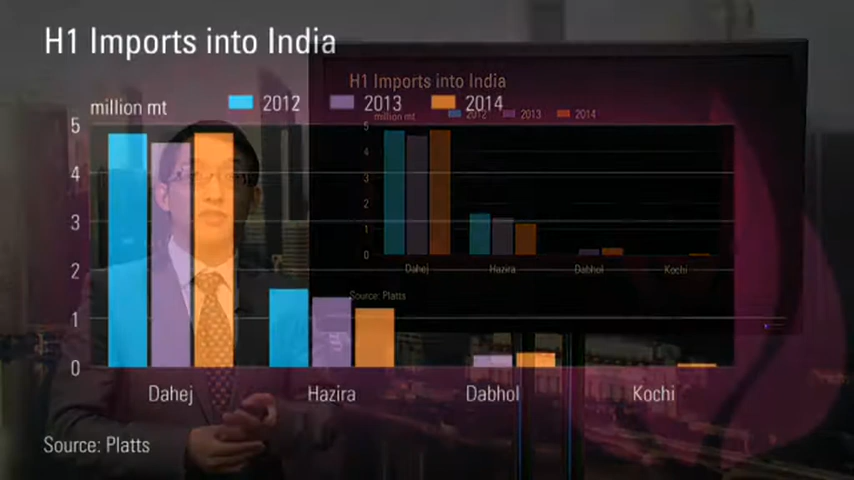 H1 Imports into India
million mt
2012 2013 2014
5
4
3
2
1
0
Dahej Hazira Dabhol Kochi
Source: Platts
H1 Imports into India
million mt 2012 2013 2014
5
4
3
2
1
0
Dahej Hazira Dabhol Kochi
Source: Platts